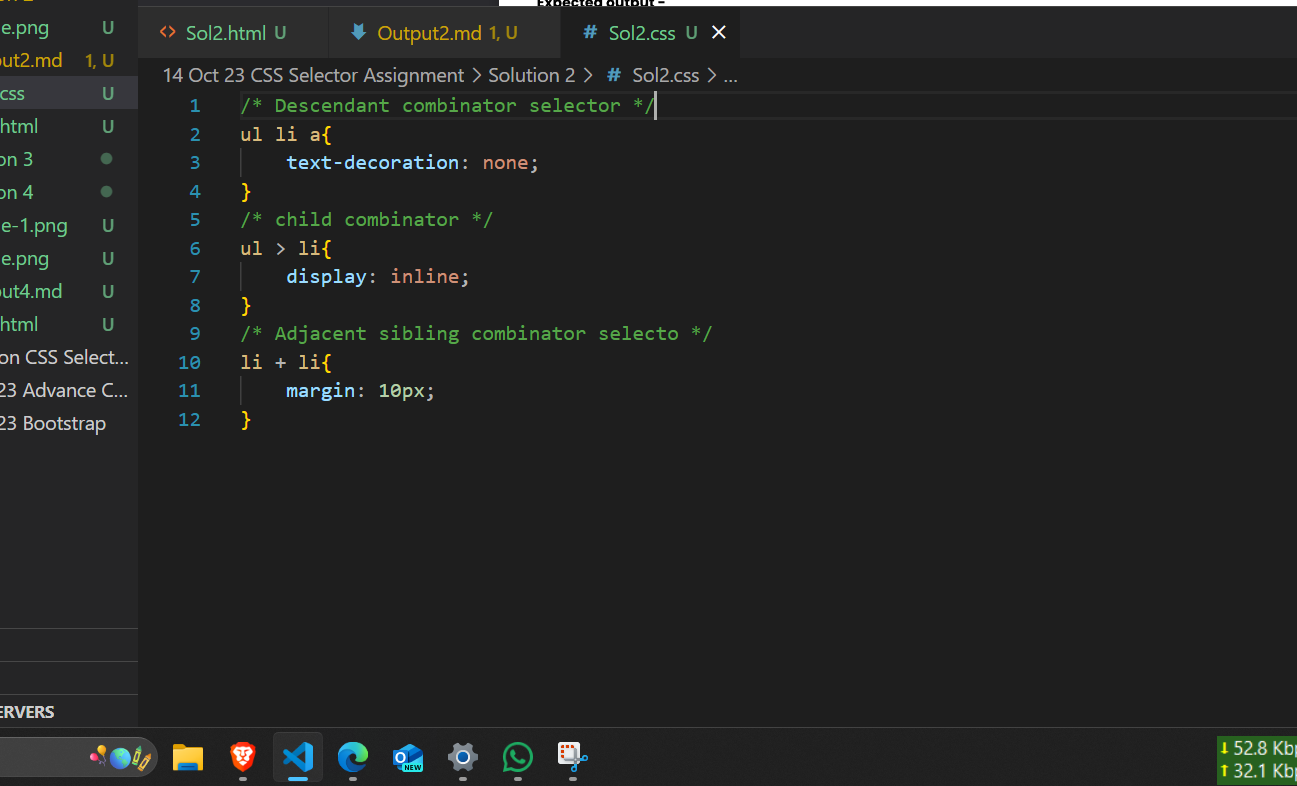 Expected output –
e.png U
Sol2.html U
Output2.md 1, U
# Sol2.css U
out2.md 1, U
14 Oct 23 CSS Selector Assignment > Solution 2 > # Sol2.css > ...
css U
html U
on 3
on 4
e-1.png U
e.png U
out4.md U
html U
on CSS Select...
23 Advance C...
23 Bootstrap
1 /* Descendant combinator selector */
2 ul li a{
3 text-decoration: none;
4 }
5 /* child combinator */
6 ul > li{
7 display: inline;
8 }
9 /* Adjacent sibling combinator selecto */
10 li + li{
11 margin: 10px;
12 }
ERVERS
NEW
52.8 Kbp
32.1 Kbp